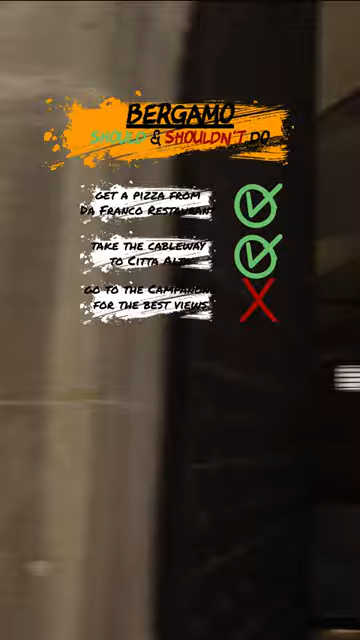 BERGAMO
SHOULD & SHOULDN'T DO
GET A PIZZA FROM
DA FRANCO RESTAURANT
TAKE THE CABLEWAY
TO CITTA ALTA
GO TO THE CAMPANONE
FOR THE BEST VIEWS